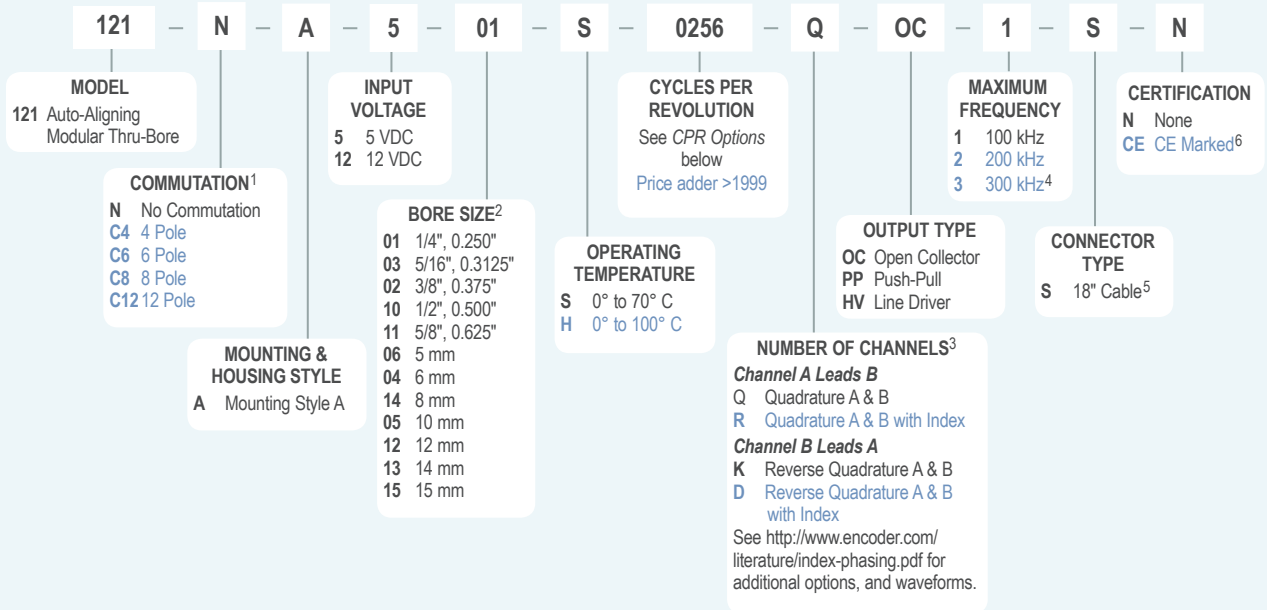 121 – N – A – 5 – 01 – S – 0256 – Q – OC – 1 – S – N
MODEL
121 Auto-Aligning
Modular Thru-Bore
COMMUTATION1
N No Commutation
C4 4 Pole
C6 6 Pole
C8 8 Pole
C12 12 Pole
MOUNTING &
HOUSING STYLE
A Mounting Style A
INPUT
VOLTAGE
5 5 VDC
12 12 VDC
BORE SIZE2
01 1/4", 0.250"
03 5/16", 0.3125"
02 3/8", 0.375"
10 1/2", 0.500"
11 5/8", 0.625"
06 5 mm
04 6 mm
14 8 mm
05 10 mm
12 12 mm
13 14 mm
15 15 mm
OPERATING
TEMPERATURE
S 0° to 70° C
H 0° to 100° C
CYCLES PER
REVOLUTION
See CPR Options
below
Price adder >1999
NUMBER OF CHANNELS3
Channel A Leads B
Q Quadrature A & B
R Quadrature A & B with Index
Channel B Leads A
K Reverse Quadrature A & B
D Reverse Quadrature A & B
with Index
See http://www.encoder.com/
literature/index-phasing.pdf for
additional options, and waveforms.
OUTPUT TYPE
OC Open Collector
PP Push-Pull
HV Line Driver
MAXIMUM
FREQUENCY
1 100 kHz
2 200 kHz
3 300 kHz4
CONNECTOR
TYPE
S 18" Cable5
CERTIFICATION
N None
CE CE Marked6